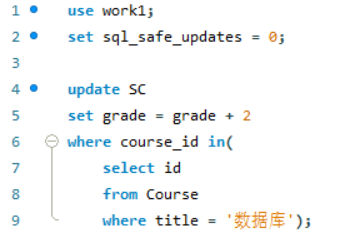 1 use work1;
2 set sql_safe_updates = 0;
3
4 update SC
5 set grade = grade + 2
6 where course_id in(
7 select id
8 from Course
9 where title = '数据库');